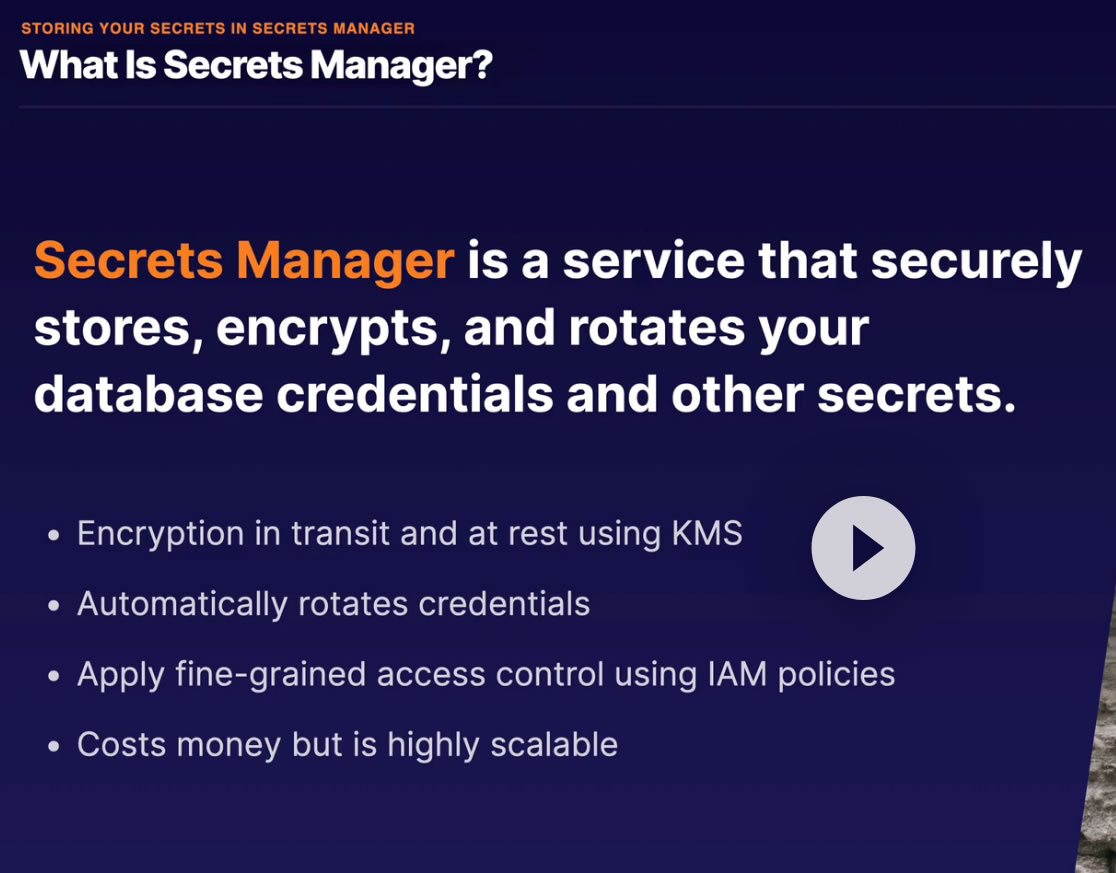 STORING YOUR SECRETS IN SECRETS MANAGER
What Is Secrets Manager?
Secrets Manager is a service that securely
stores, encrypts, and rotates your
database credentials and other secrets.
• Encryption in transit and at rest using KMS
• Automatically rotates credentials
• Apply fine-grained access control using IAM policies
• Costs money but is highly scalable